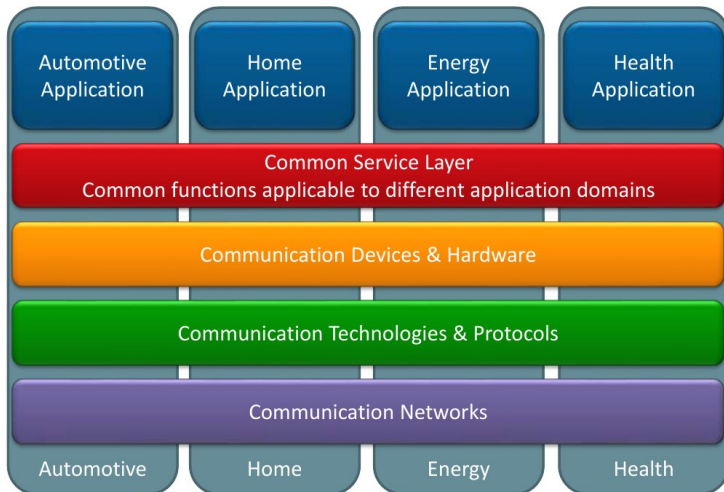 Automotive
Application
Home
Application
Energy
Application
Health
Application
Common Service Layer
Common functions applicable to different application domains
Communication Devices & Hardware
Communication Technologies & Protocols
Communication Networks
Automotive
Home
Energy
Health